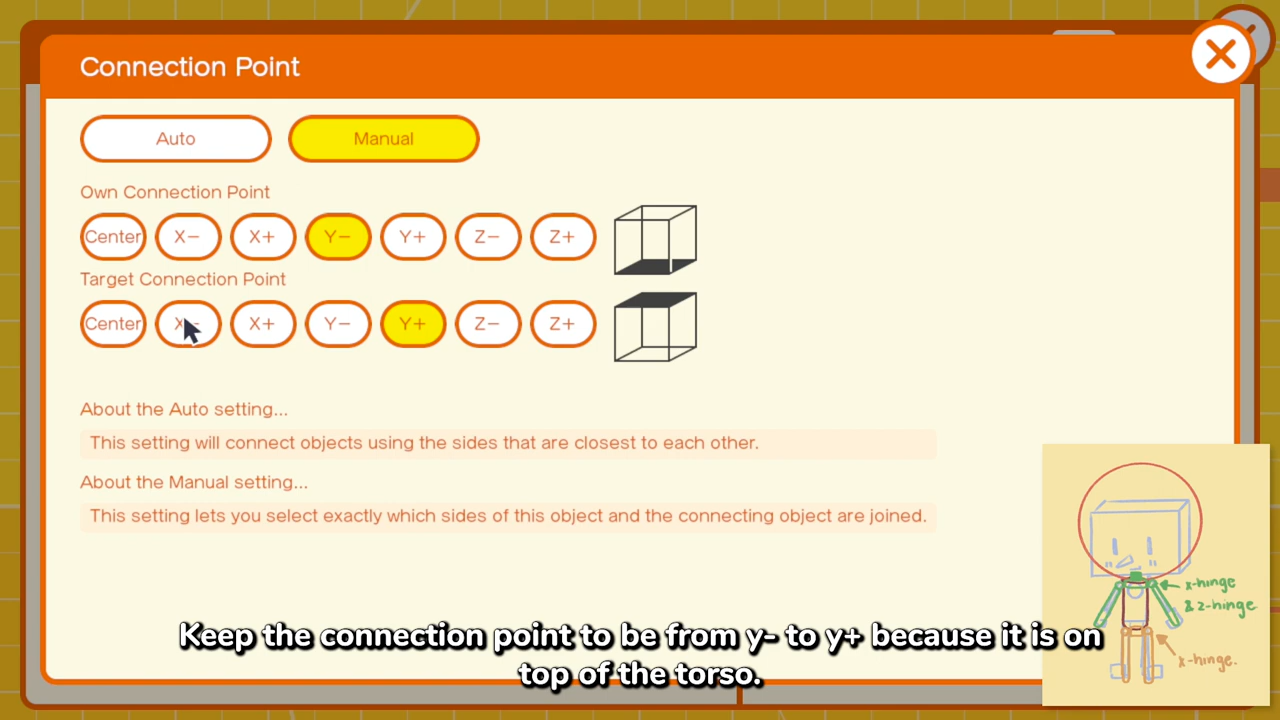 Connection Point
Auto Manual
Own Connection Point
Center X− X+ Y− Y+ Z− Z+
Target Connection Point
Center X− X+ Y− Y+ Z− Z+
About the Auto setting...
This setting will connect objects using the sides that are closest to each other.
About the Manual setting...
This setting lets you select exactly which sides of this object and the connecting object are joined.
x-hinge
& z-hinge
x-hinge.
Keep the connection point to be from y- to y+ because it is on
top of the torso.